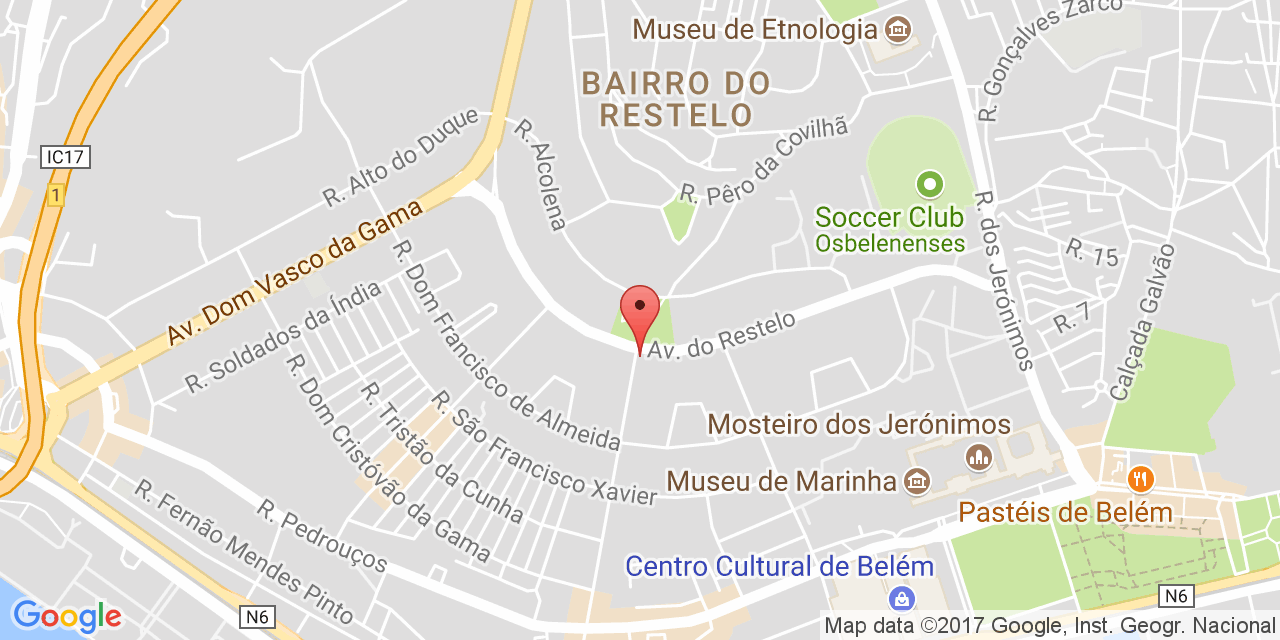 Museu de Etnologia
R. Gonçalves Zarco
BAIRRO DO
RESTELO
R. Alto do Duque
R. Alcolena
R. Pêro da Covilhã
IC17
1
Av. Dom Vasco da Gama
Soccer Club
Osbelenenses
R. dos Jerónimos
R. 15
R. 7
Calçada Galvão
R. Soldados da Índia
R. Dom Francisco de Almeida
Av. do Restelo
R. Dom Cristóvão da Gama
R. Tristão da Cunha
R. São Francisco Xavier
Mosteiro dos Jerónimos
Museu de Marinha
Pastéis de Belém
R. Pedrouços
R. Fernão Mendes Pinto
Centro Cultural de Belém
N6
N6
Google
Map data ©2017 Google, Inst. Geogr. Nacional